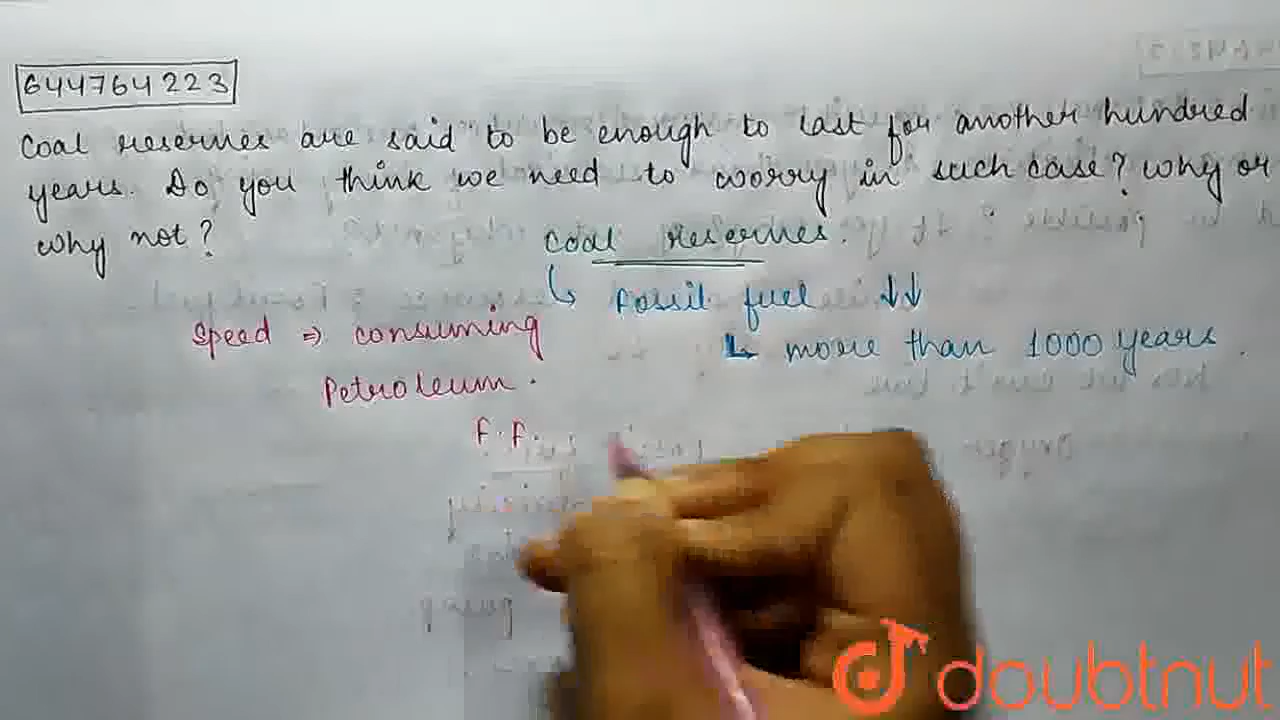 644764223
Coal reserves are said to be enough to last for another hundred
years. Do you think we need to worry in such case? Why or
why not?
Coal reserves.
↳ Fossil fuel ↓↓
Speed ⇒ consuming
↳ more than 1000 years.
Petroleum.
F.F.
doubtnut